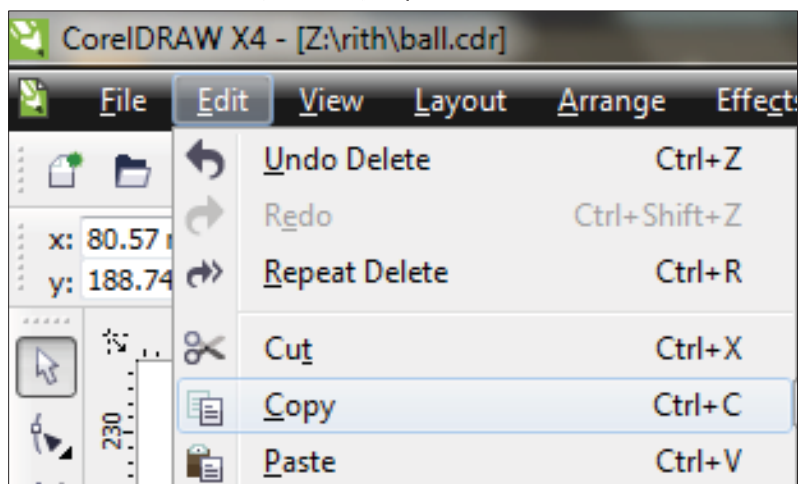 CorelDRAW X4 - [Z:\rith\ball.cdr]
File Edit View Layout Arrange Effects
Undo Delete Ctrl+Z
Redo Ctrl+Shift+Z
x: 80.57
Repeat Delete Ctrl+R
y: 188.74
Cut Ctrl+X
Copy Ctrl+C
230
Paste Ctrl+V